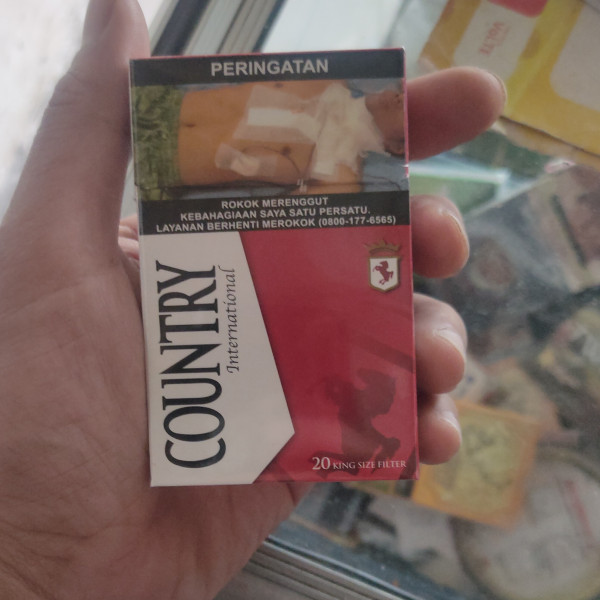 PERINGATAN
ROKOK MERENGGUT
KEBAHAGIAAN SAYA SATU PERSATU.
LAYANAN BERHENTI MEROKOK (0800-177-6565)
COUNTRY
International
20 KING SIZE FILTER